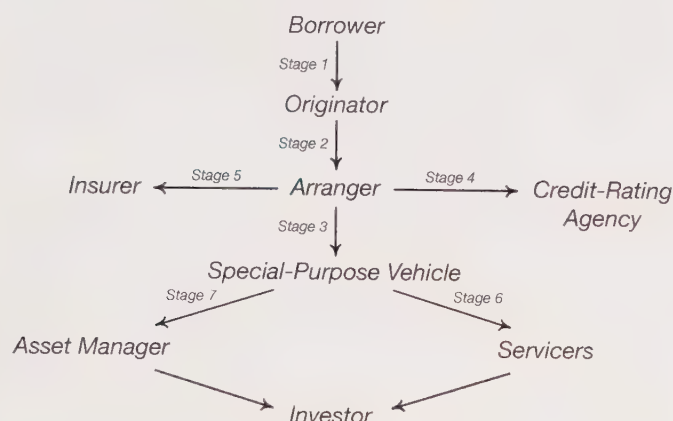 Borrower
Stage 1
Originator
Stage 2
Stage 5
Stage 4
Insurer
Arranger
Credit-Rating
Agency
Stage 3
Special-Purpose Vehicle
Stage 7
Stage 6
Asset Manager
Servicers
Investor